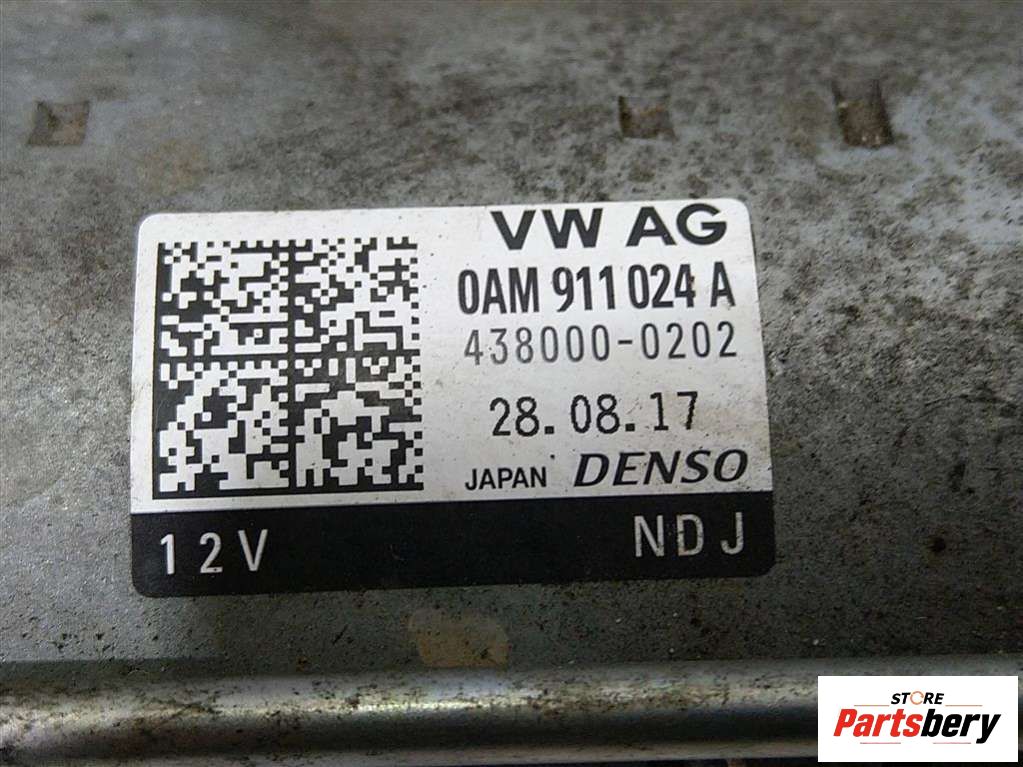 VW AG
0AM 911 024 A
438000-0202
28.08.17
JAPAN DENSO
12V NDJ
STORE
Partsbery